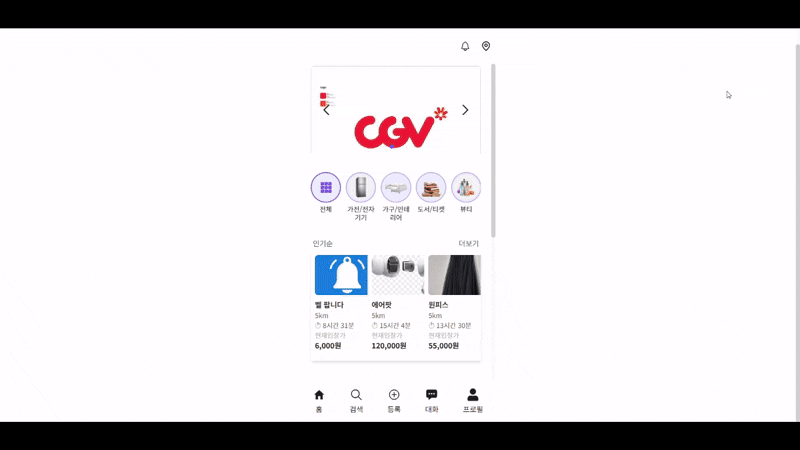 CGV
전체
가전/전자
기기
가구/인테
리어
도서/티켓
뷰티
인기순
더보기
벨 팝니다
5km
8시간 31분
현재입찰가
6,000원
에어팟
5km
15시간 4분
현재입찰가
120,000원
원피스
5km
13시간 30분
현재입찰가
55,000원
홈
검색
등록
대화
프로필